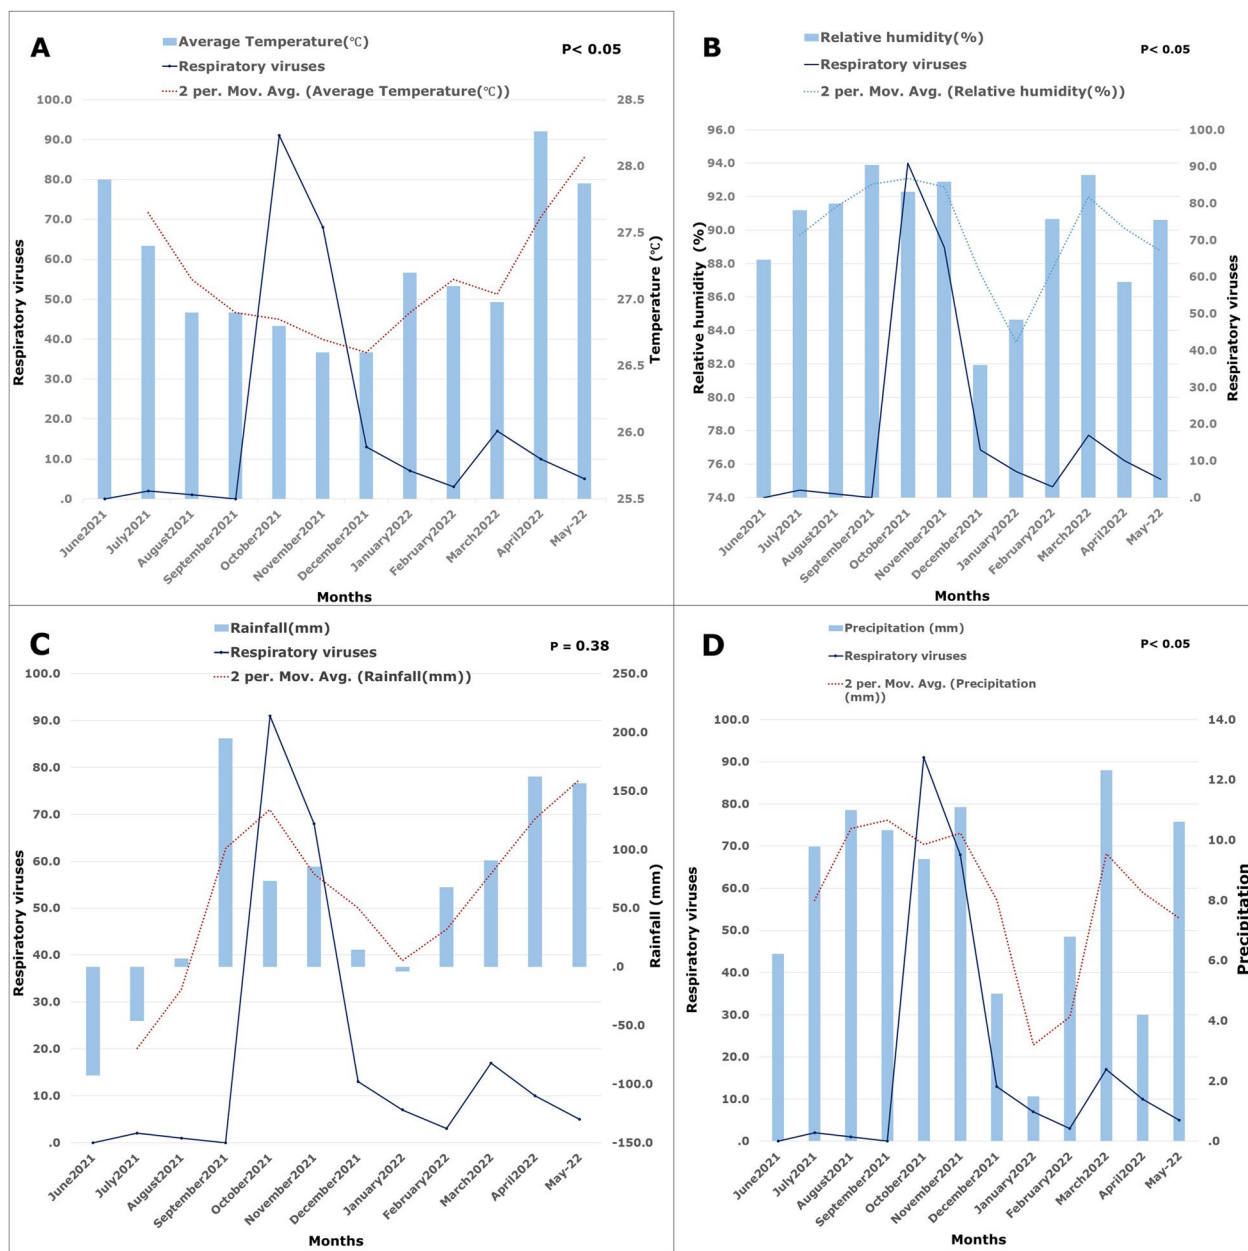 A
Average Temperature(℃)
Respiratory viruses
2 per. Mov. Avg. (Average Temperature(℃))
P< 0.05
100.0
90.0
80.0
70.0
60.0
50.0
40.0
30.0
20.0
10.0
.0
Respiratory viruses
28.5
28.0
27.5
27.0
26.5
26.0
25.5
Temperature (℃)
June2021
July2021
August2021
September2021
October2021
November2021
December2021
January2022
February2022
March2022
April2022
May-22
Months
B
Relative humidity(%)
Respiratory viruses
2 per. Mov. Avg. (Relative humidity(%))
P< 0.05
96.0
94.0
92.0
90.0
88.0
86.0
84.0
82.0
80.0
78.0
76.0
74.0
Relative humidity (%)
100.0
90.0
80.0
70.0
60.0
50.0
40.0
30.0
20.0
10.0
.0
Respiratory viruses
June2021
July2021
August2021
September2021
October2021
November2021
December2021
January2022
February2022
March2022
April2022
May-22
Months
C
Rainfall(mm)
Respiratory viruses
2 per. Mov. Avg. (Rainfall(mm))
P = 0.38
100.0
90.0
80.0
70.0
60.0
50.0
40.0
30.0
20.0
10.0
.0
Respiratory viruses
250.0
200.0
150.0
100.0
50.0
.0
-50.0
-100.0
-150.0
Rainfall (mm)
June2021
July2021
August2021
September2021
October2021
November2021
December2021
January2022
February2022
March2022
April2022
May-22
Months
D
Precipitation (mm)
Respiratory viruses
2 per. Mov. Avg. (Precipitation
(mm))
P< 0.05
100.0
90.0
80.0
70.0
60.0
50.0
40.0
30.0
20.0
10.0
.0
Respiratory viruses
14.0
12.0
10.0
8.0
6.0
4.0
2.0
.0
Precipitation
June2021
July2021
August2021
September2021
October2021
November2021
December2021
January2022
February2022
March2022
April2022
May-22
Months